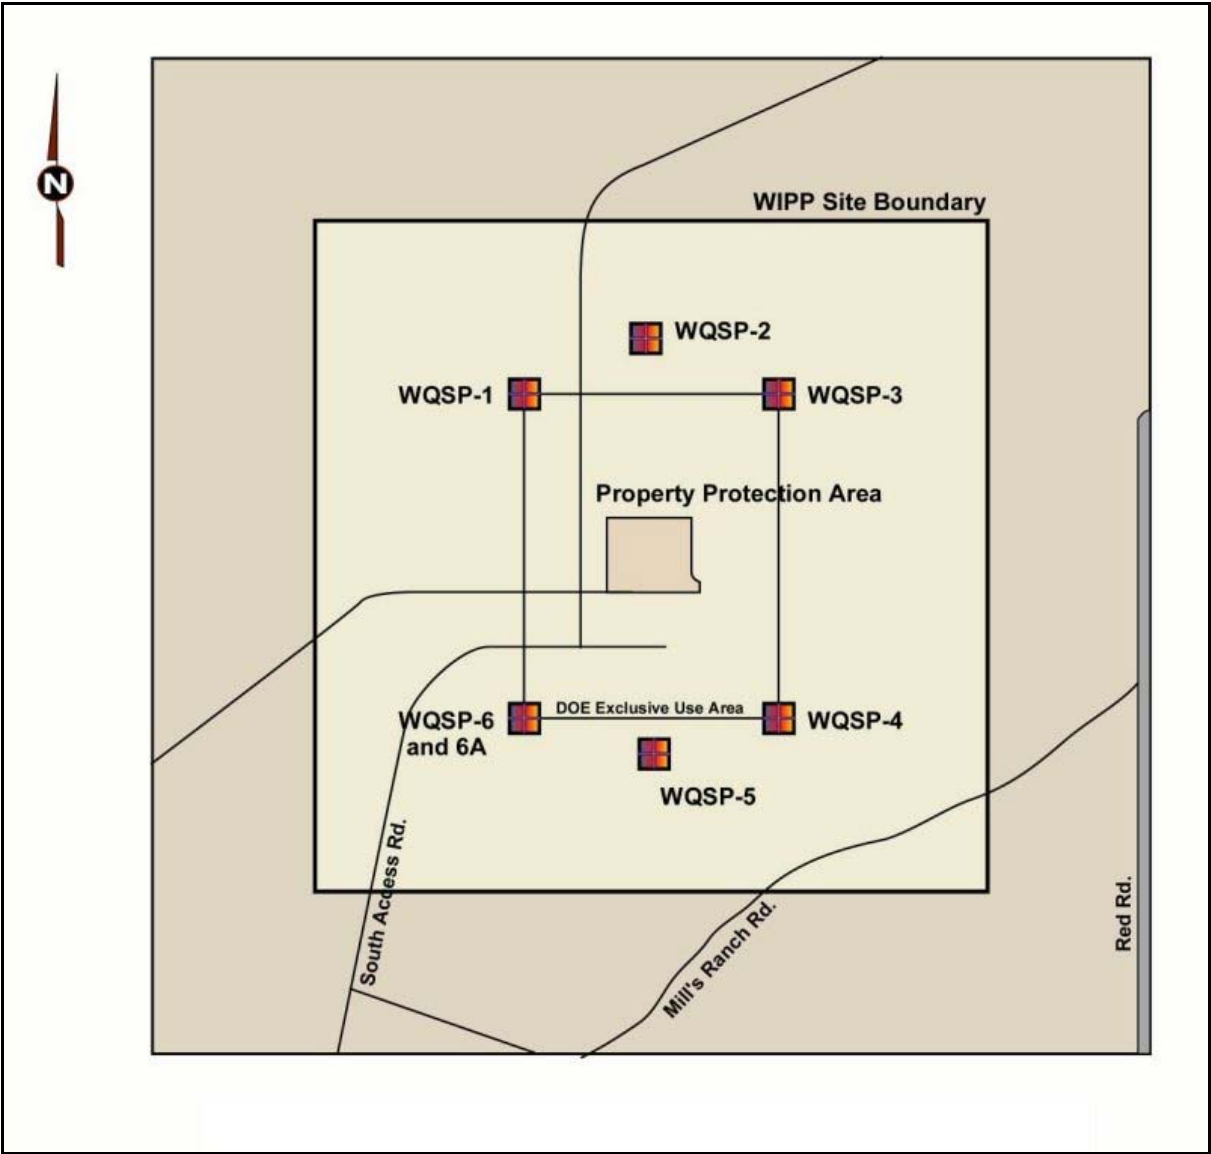 N
WIPP Site Boundary
WQSP-2
WQSP-1
WQSP-3
Property Protection Area
DOE Exclusive Use Area
WQSP-6
and 6A
WQSP-4
WQSP-5
South Access Rd.
Mill's Ranch Rd.
Red Rd.